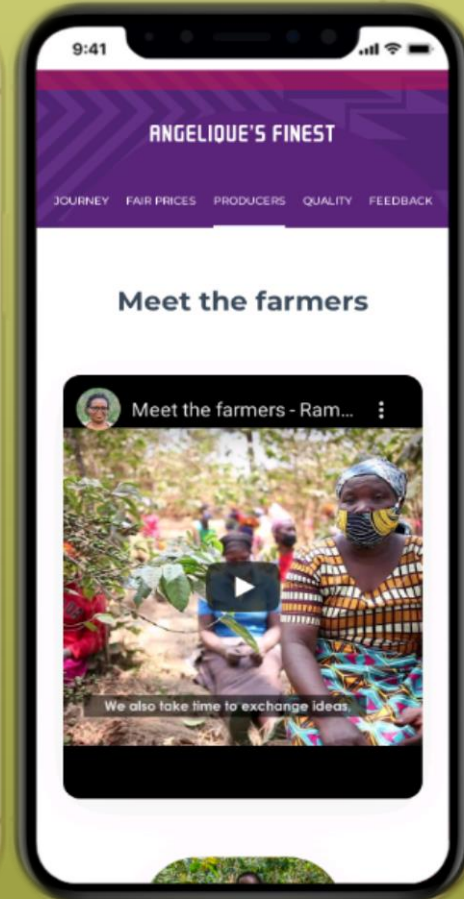 9:41
ANGELIQUE'S FINEST
JOURNEY FAIR PRICES PRODUCERS QUALITY FEEDBACK
Meet the farmers
Meet the farmers - Ram...
We also take time to exchange ideas,